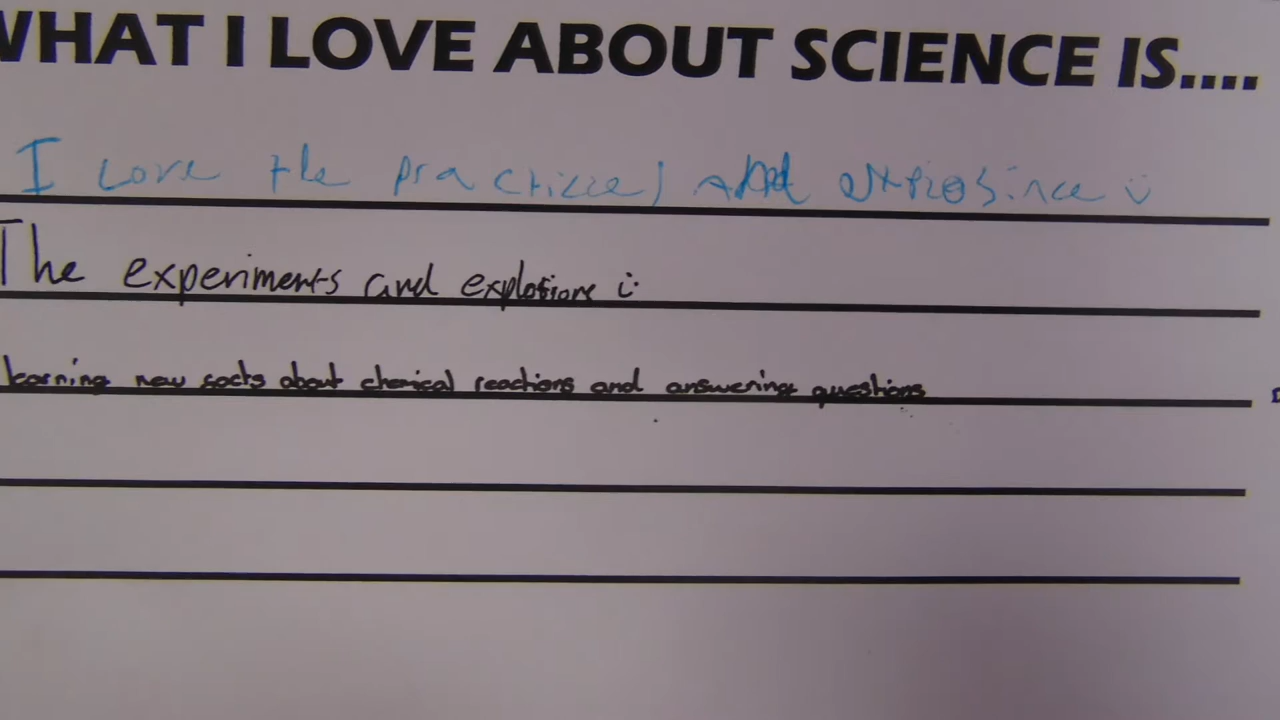 WHAT I LOVE ABOUT SCIENCE IS....
I Love the and
The experiments and explosions
learning new facts about chemical reactions and answering questions